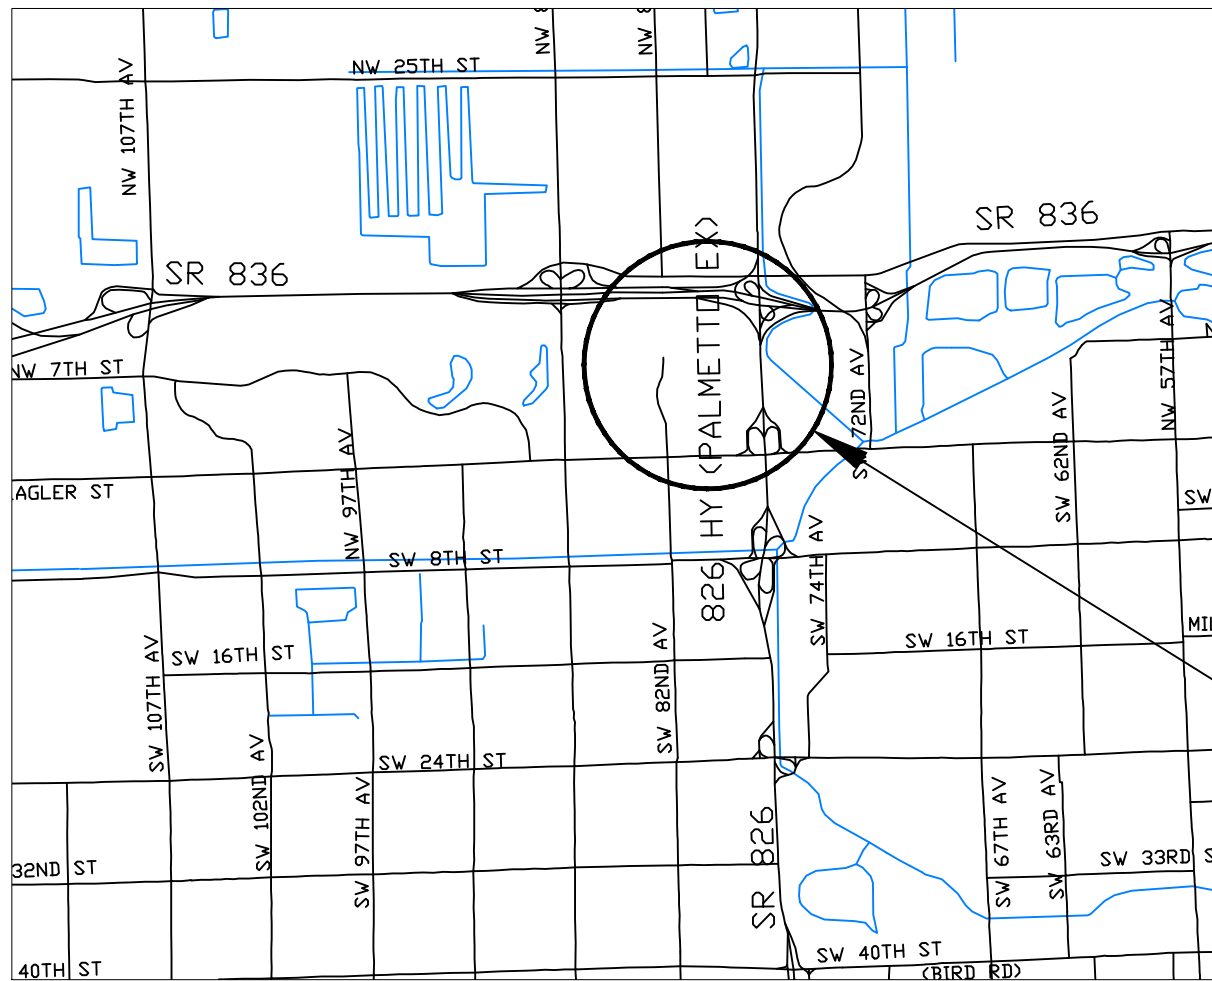 NW
NW
NW 25TH ST
NW 107TH AV
SR 836
SR 836
826 HY (PALMETTO EX)
NW 57TH AV
NW 7TH ST
72ND AV
SW 62ND AV
NW 97TH AV
AGLER ST
SW
SW 8TH ST
SW 74TH AV
SW 16TH ST
SW 16TH ST
SW 107TH AV
SW 82ND AV
SW 102ND AV
SW 24TH ST
SW 97TH AV
SR 826
SW 67TH AV
SW 63RD AV
32ND ST
SW 33RD S
40TH ST
SW 40TH ST
(BIRD RD)